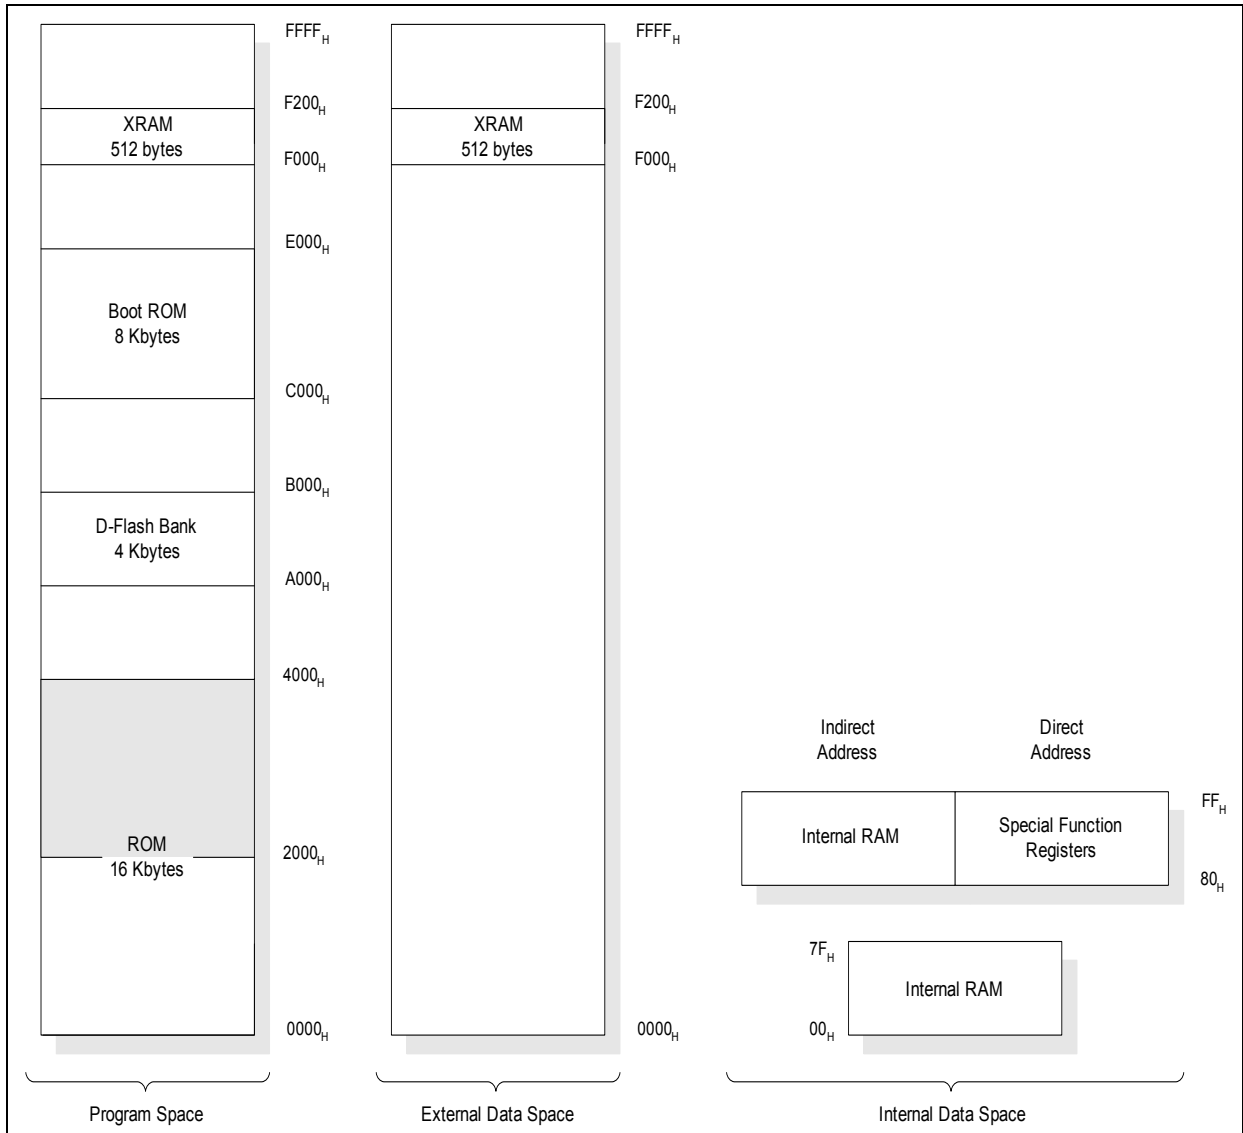 FFFFH
F200H
XRAM
512 bytes
F000H
E000H
Boot ROM
8 Kbytes
C000H
B000H
D-Flash Bank
4 Kbytes
A000H
4000H
ROM
16 Kbytes
2000H
0000H
Program Space
FFFFH
F200H
XRAM
512 bytes
F000H
0000H
External Data Space
Indirect
Address
Direct
Address
Internal RAM
Special Function
Registers
FFH
80H
7FH
Internal RAM
00H
Internal Data Space